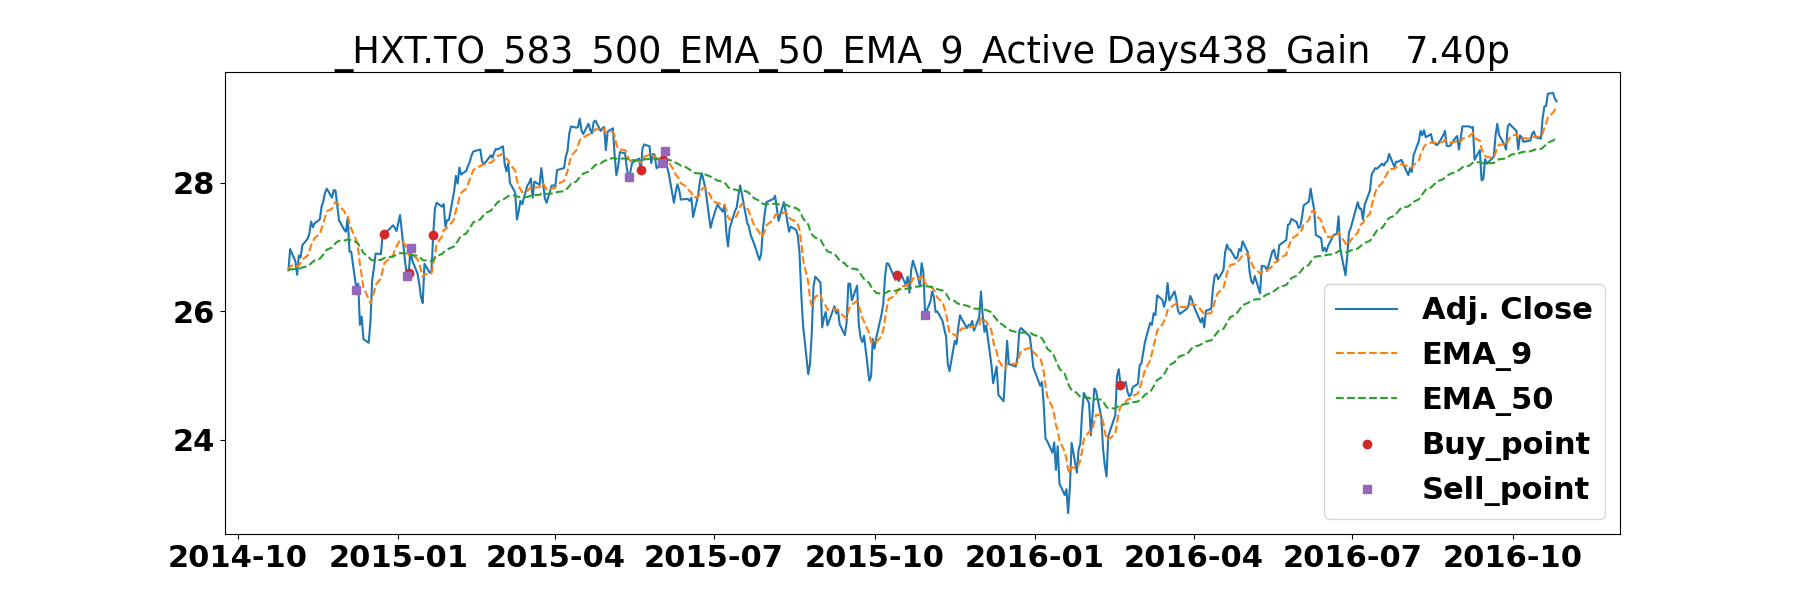 _HXT.TO_583_500_EMA_50_EMA_9_Active Days438_Gain   7.40p
28
26
24
Adj. Close
EMA_9
EMA_50
Buy_point
Sell_point
2014-10 2015-01 2015-04 2015-07 2015-10 2016-01 2016-04 2016-07 2016-10